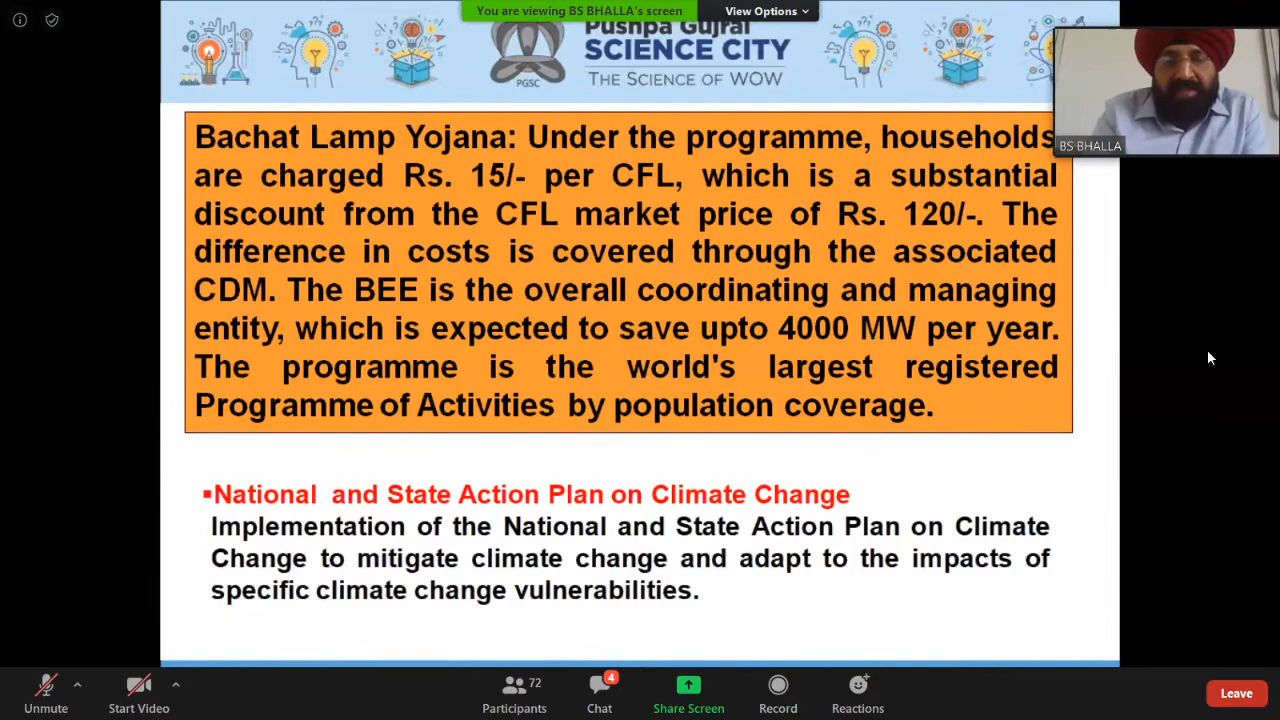 You are viewing BS BHALLA's screen
View Options
Pushpa Gujral
SCIENCE CITY
THE SCIENCE OF WOW
PGSC
BS BHALLA
Bachat Lamp Yojana: Under the programme, households
are charged Rs. 15/- per CFL, which is a substantial
discount from the CFL market price of Rs. 120/-. The
difference in costs is covered through the associated
CDM. The BEE is the overall coordinating and managing
entity, which is expected to save upto 4000 MW per year.
The programme is the world's largest registered
Programme of Activities by population coverage.
▪National and State Action Plan on Climate Change
Implementation of the National and State Action Plan on Climate
Change to mitigate climate change and adapt to the impacts of
specific climate change vulnerabilities.
72
4
Unmute
Start Video
Participants
Chat
Share Screen
Record
Reactions
Leave